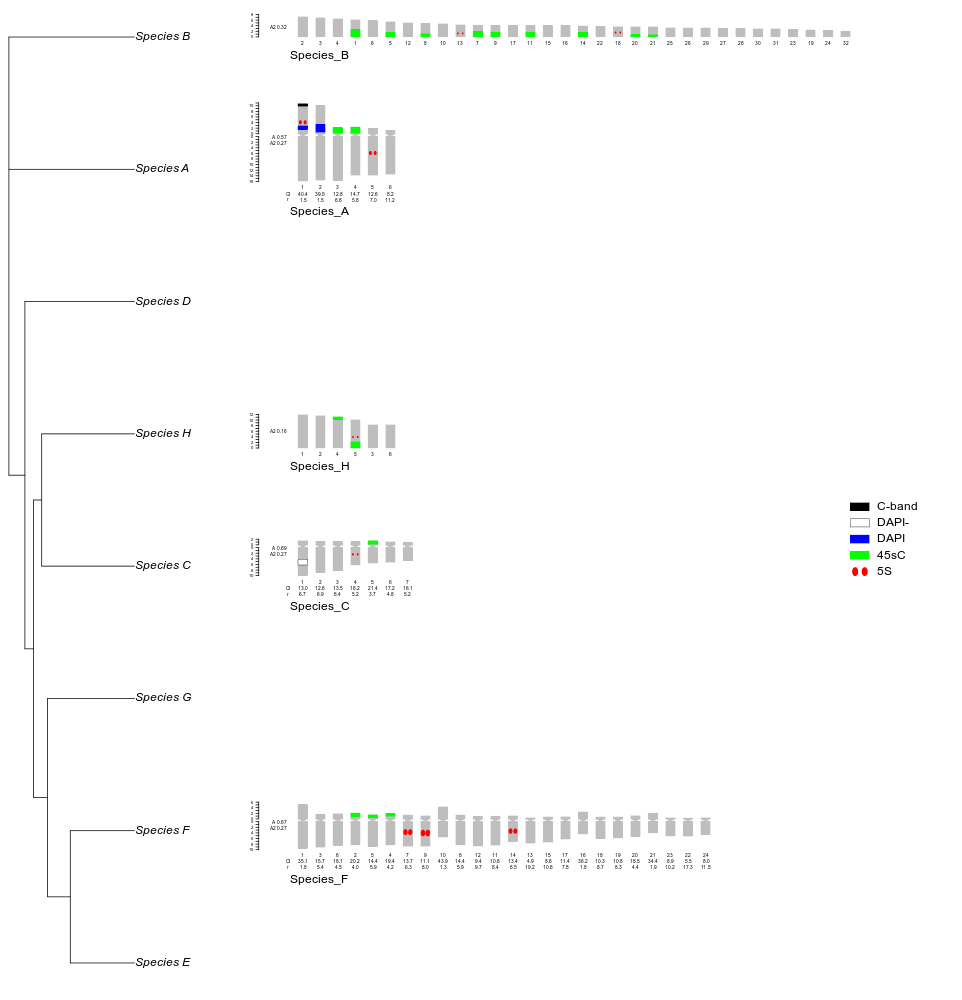 Species B
A2 0.32
2 3 4 1 6 5 12 8 10 13 7 9 17 11 15 16 14 22 18 20 21 25 26 29 27 28 30 31 23 19 24 32
Species_B
A 0.57
A2 0.27
Species A
1 2 3 4 5 6
CI 40.4 39.5 12.8 14.7 12.6 8.2
r 1.5 1.5 6.8 5.8 7.0 11.2
Species_A
Species D
A2 0.16
Species H
1 2 4 5 3 6
Species_H
A 0.69
A2 0.27
Species C
1 2 3 4 5 6 7
CI 13.0 12.6 13.5 16.2 21.4 17.2 16.1
r 6.7 6.9 6.4 5.2 3.7 4.8 5.2
Species_C
C-band
DAPI-
DAPI
45sC
5S
Species G
A 0.67
A2 0.27
Species F
Species_F
Species E